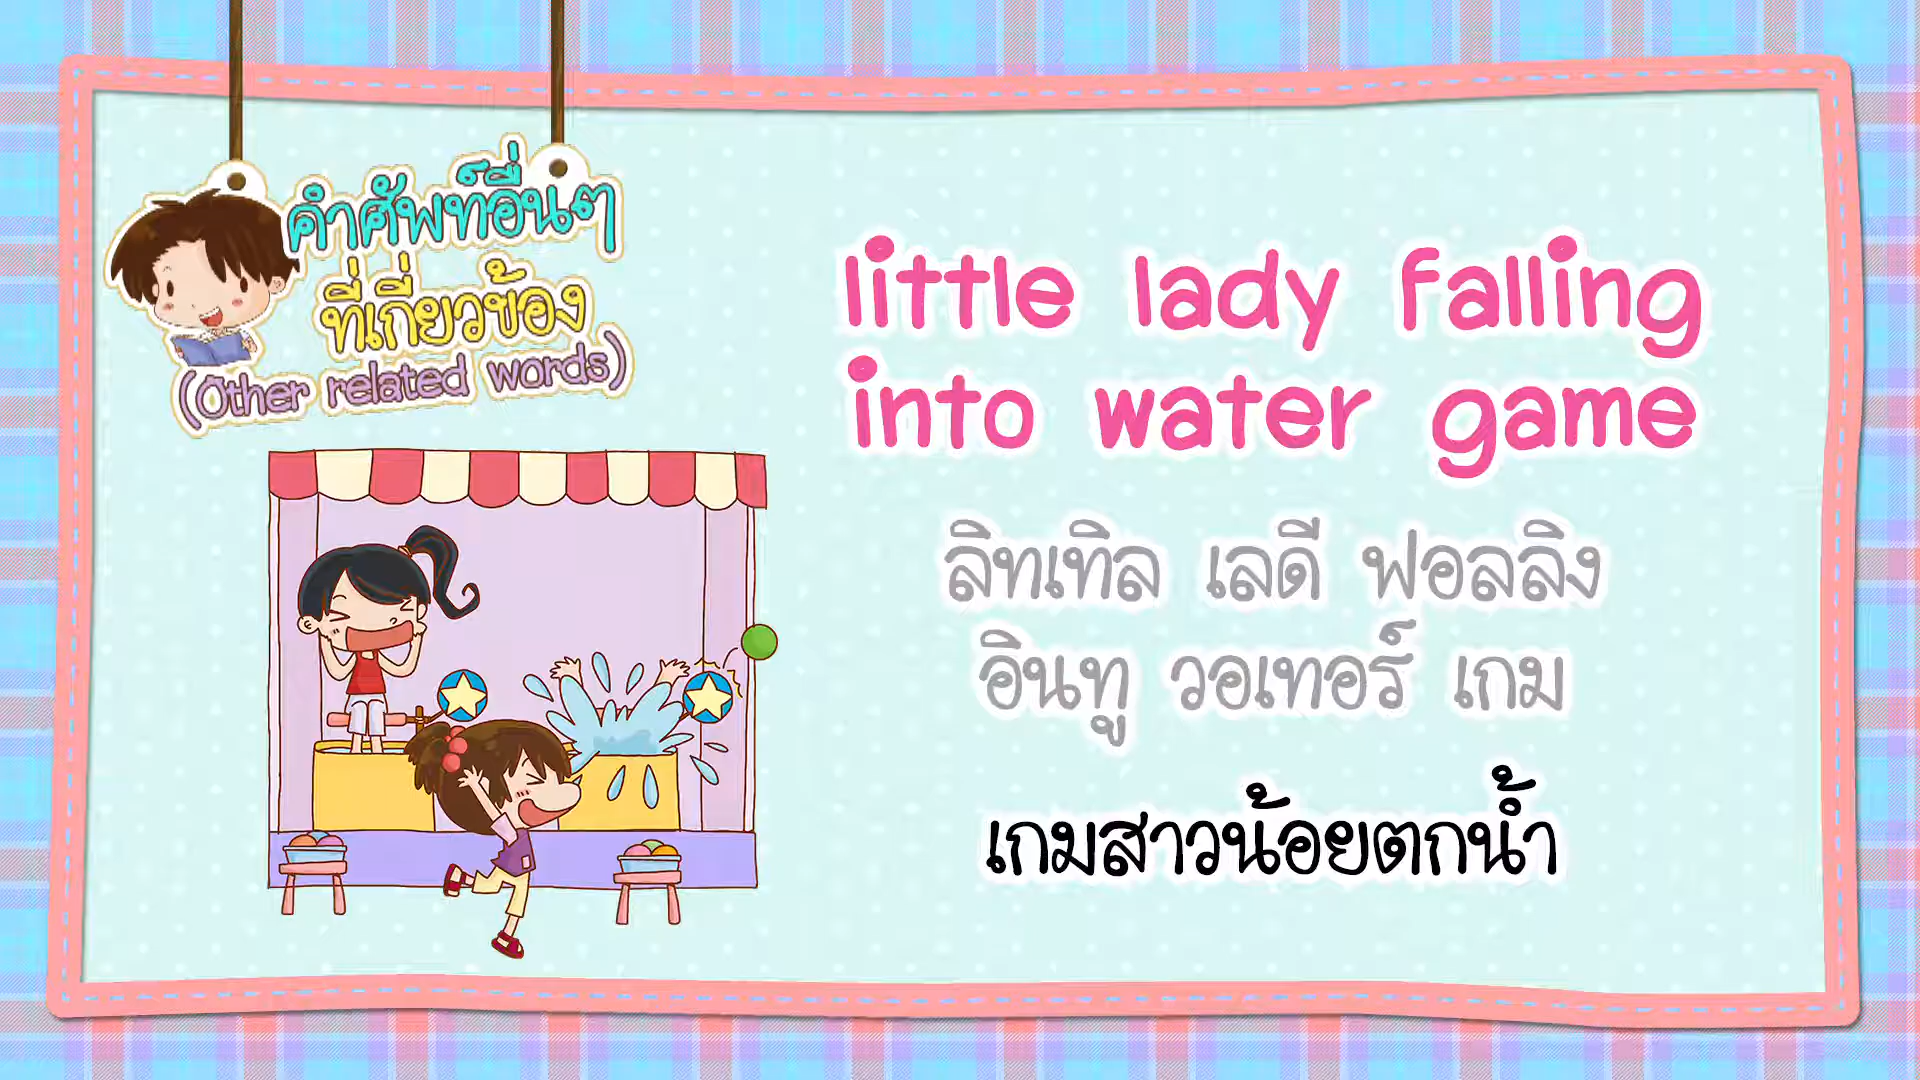 คำศัพท์อื่นๆ
ที่เกี่ยวข้อง
(Other related words)
little lady falling
into water game
ลิทเทิล เลดี ฟอลลิง
อินทู วอเทอร์ เกม
เกมสาวน้อยตกน้ำ